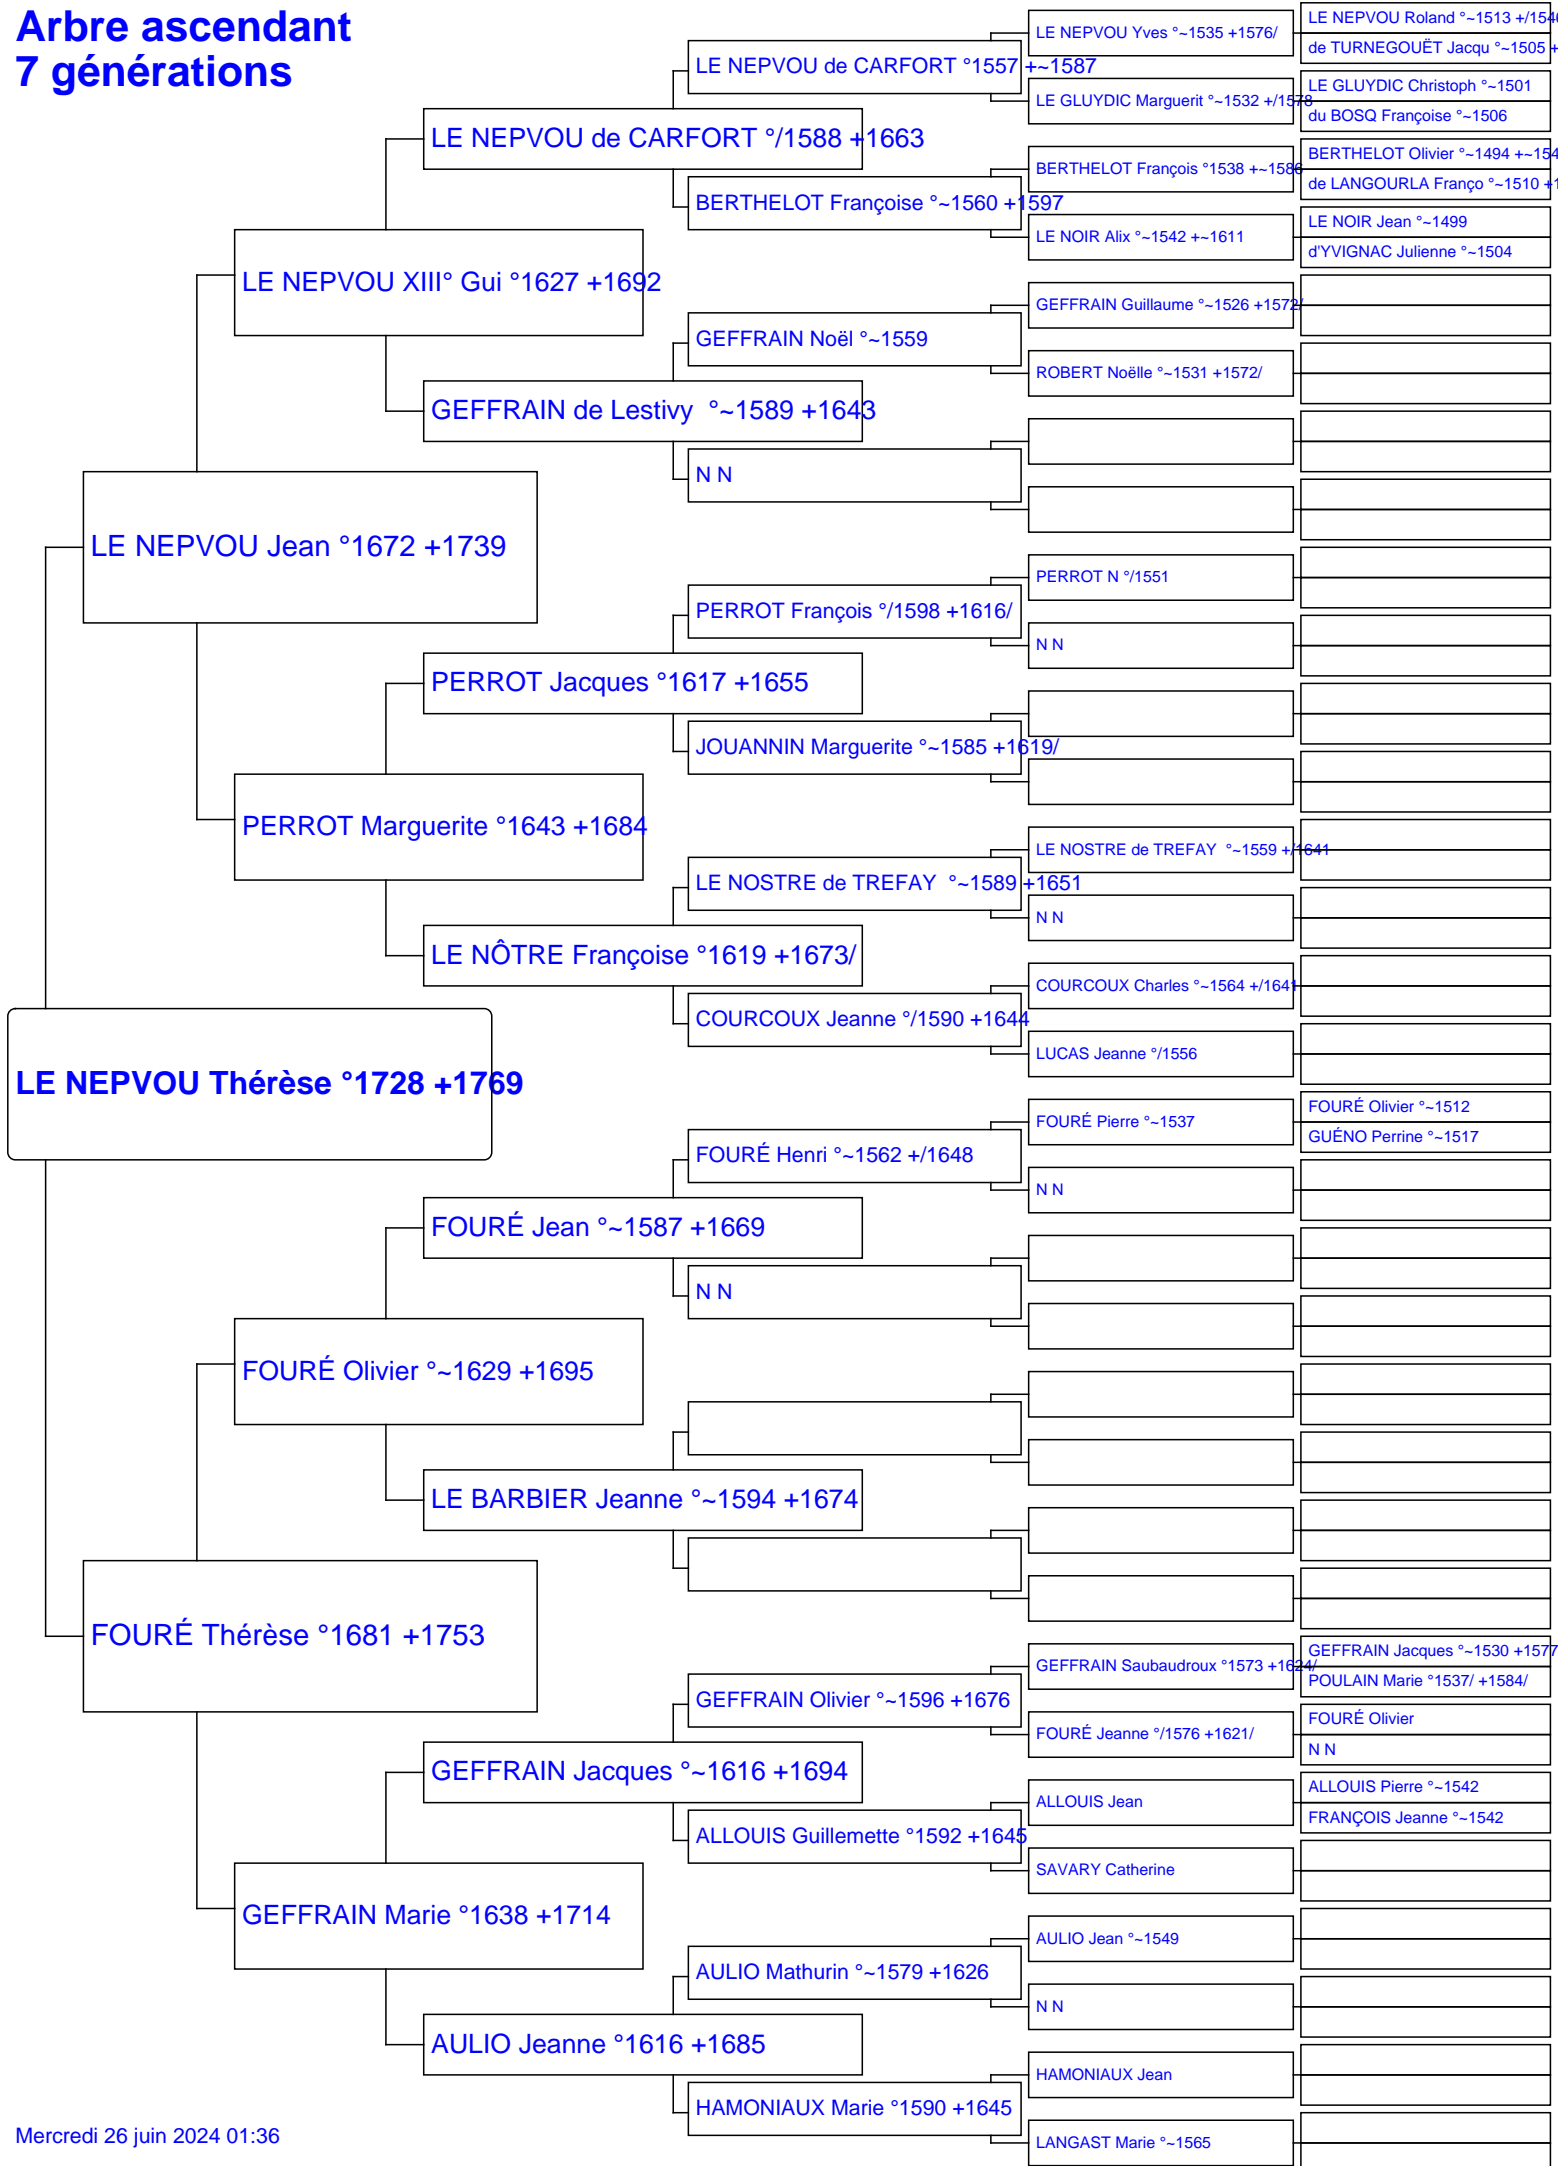 Arbre ascendant
7 générations
LE NEPVOU Thérèse °1728 +1769
LE NEPVOU Jean °1672 +1739
FOURÉ Thérèse °1681 +1753
LE NEPVOU XIII° Gui °1627 +1692
PERROT Marguerite °1643 +1684
FOURÉ Olivier °~1629 +1695
GEFFRAIN Marie °1638 +1714
LE NEPVOU de CARFORT °/1588 +1663
GEFFRAIN de Lestivy °~1589 +1643
PERROT Jacques °1617 +1655
LE NÔTRE Françoise °1619 +1673/
FOURÉ Jean °~1587 +1669
LE BARBIER Jeanne °~1594 +1674
GEFFRAIN Jacques °~1616 +1694
AULIO Jeanne °1616 +1685
LE NEPVOU de CARFORT °1557 +~1587
BERTHELOT Françoise °~1560 +1597
GEFFRAIN Noël °~1559
N N
PERROT François °/1598 +1616/
JOUANNIN Marguerite °~1585 +1619/
LE NOSTRE de TREFAY °~1589 +1651
COURCOUX Jeanne °/1590 +1644
FOURÉ Henri °~1562 +/1648
N N
GEFFRAIN Olivier °~1596 +1676
ALLOUIS Guillemette °1592 +1645
AULIO Mathurin °~1579 +1626
HAMONIAUX Marie °1590 +1645
LE NEPVOU Yves °~1535 +1576/
LE GLUYDIC Marguerit °~1532 +/1578
BERTHELOT François °1538 +~1586
LE NOIR Alix °~1542 +~1611
GEFFRAIN Guillaume °~1526 +1572/
ROBERT Noëlle °~1531 +1572/
PERROT N °/1551
N N
LE NOSTRE de TREFAY °~1559 +/1641
N N
COURCOUX Charles °~1564 +/1641
LUCAS Jeanne °/1556
FOURÉ Pierre °~1537
N N
GEFFRAIN Saubaudroux °1573 +1624/
FOURÉ Jeanne °/1576 +1621/
ALLOUIS Jean
SAVARY Catherine
AULIO Jean °~1549
N N
HAMONIAUX Jean
LANGAST Marie °~1565
LE NEPVOU Roland °~1513 +/154
de TURNEGOUËT Jacqu °~1505 +
LE GLUYDIC Christoph °~1501
du BOSQ Françoise °~1506
BERTHELOT Olivier °~1494 +~154
de LANGOURLA Franço °~1510 +1
LE NOIR Jean °~1499
d'YVIGNAC Julienne °~1504
FOURÉ Olivier °~1512
GUÉNO Perrine °~1517
GEFFRAIN Jacques °~1530 +1577
POULAIN Marie °1537/ +1584/
FOURÉ Olivier
N N
ALLOUIS Pierre °~1542
FRANÇOIS Jeanne °~1542
Mercredi 26 juin 2024 01:36